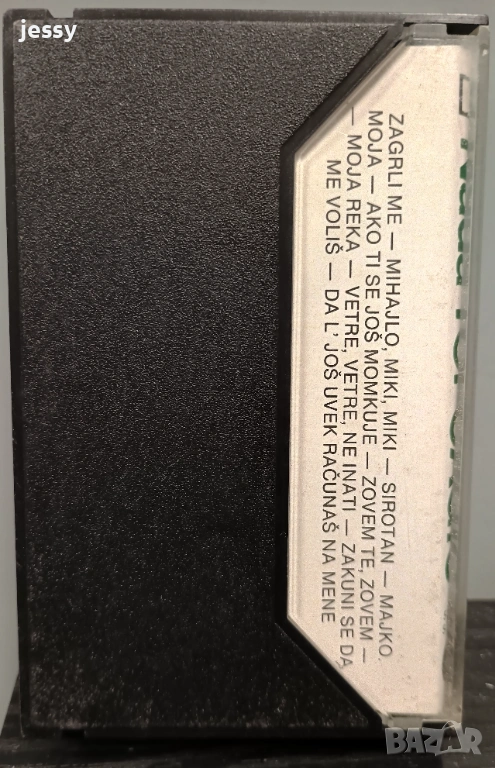 jessy
ZAGRLI ME — MIHAJLO, MIKI, MIKI — SIROTAN — MAJKO,
MOJA — AKO TI SE JOŠ MOMKUJE — ZOVEM TE, ZOVEM —
— MOJA REKA — VETRE, VETRE, NE INATI — ZAKUNI SE DA
ME VOLIŠ — DA L' JOŠ UVEK RAČUNAŠ NA MENE
BAZAR